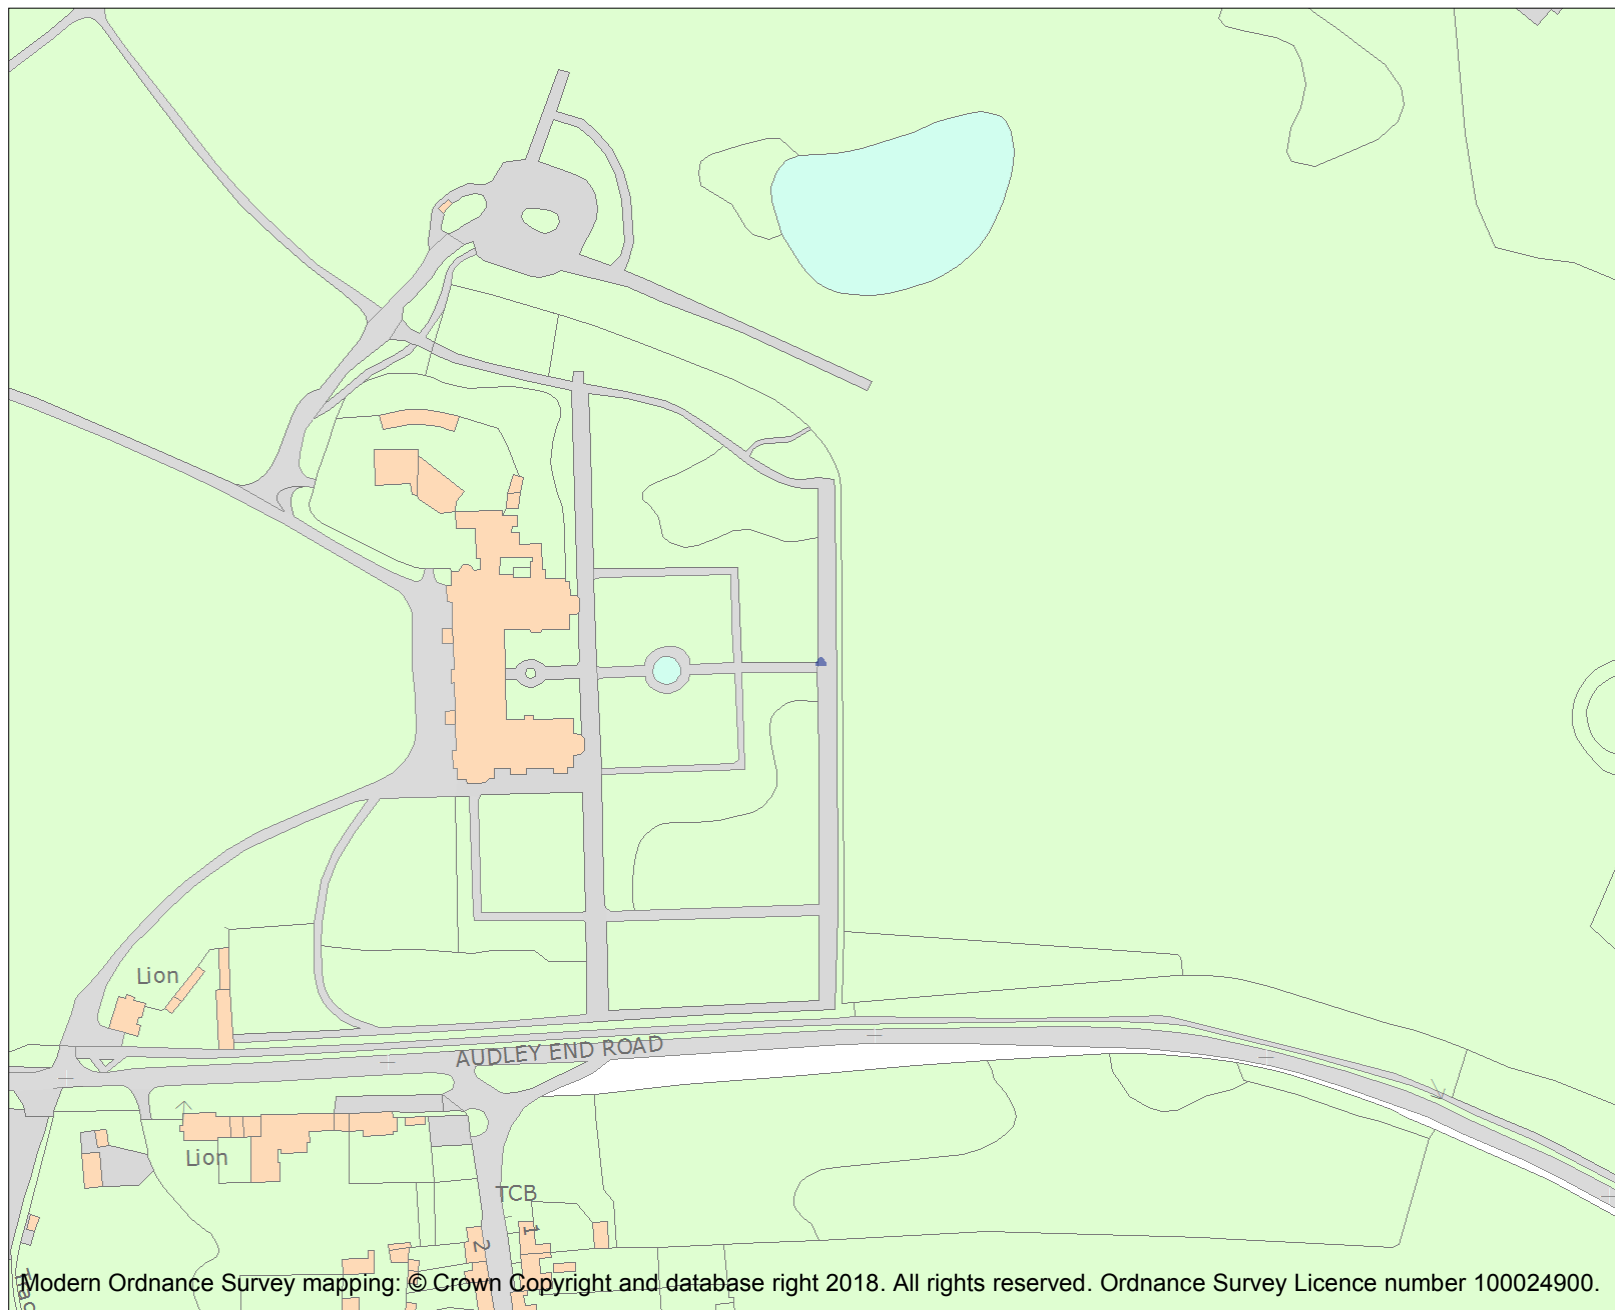 Lion
AUDLEY END ROAD
Lion
TCB
1
2
Modern Ordnance Survey mapping: © Crown Copyright and database right 2018. All rights reserved. Ordnance Survey Licence number 100024900.